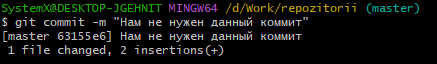 SystemX@DESKTOP-JGEHNIT MINGW64 /d/Work/repozitorii (master)
$ git commit -m "Нам не нужен данный коммит"
[master 63155e6] Нам не нужен данный коммит
 1 file changed, 2 insertions(+)